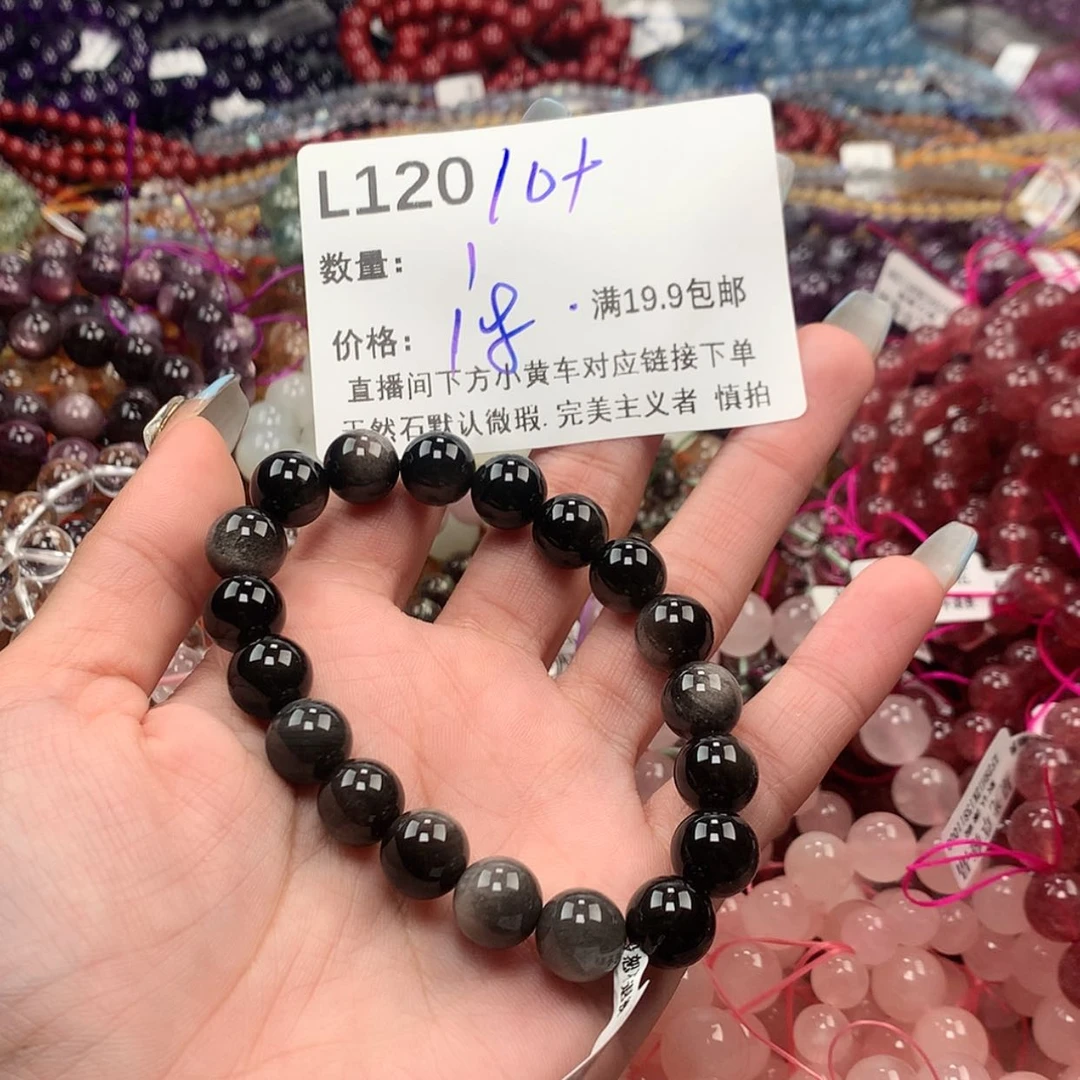 L120 10+
数量： 1
价格： 18 · 满19.9包邮
直播间下方小黄车对应链接下单
天然石默认微瑕. 完美主义者 慎拍